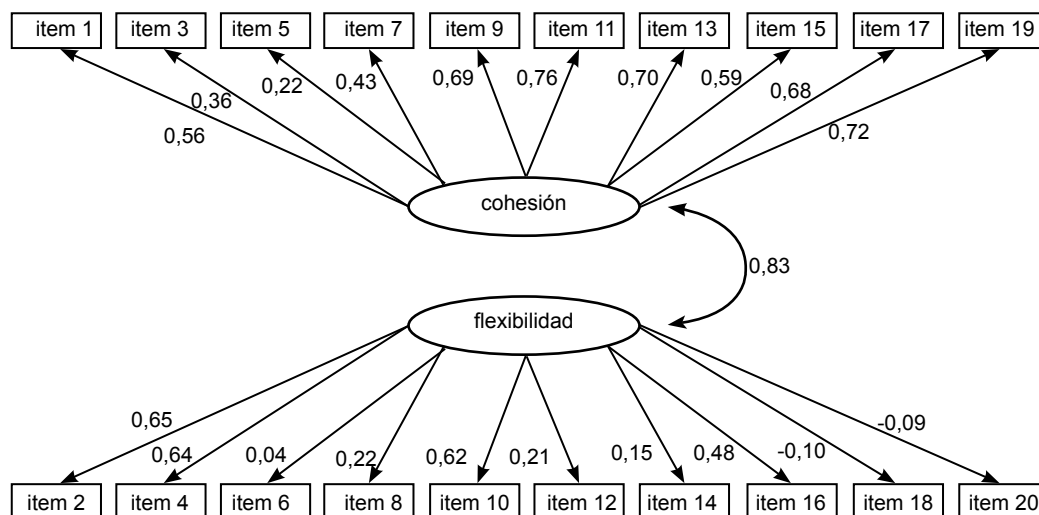 item 1 item 3 item 5 item 7 item 9 item 11 item 13 item 15 item 17 item 19
0,56 0,36 0,22 0,43 0,69 0,76 0,70 0,59 0,68 0,72
cohesión
0,83
flexibilidad
0,65 0,64 0,04 0,22 0,62 0,21 0,15 0,48 -0,10 -0,09
item 2 item 4 item 6 item 8 item 10 item 12 item 14 item 16 item 18 item 20